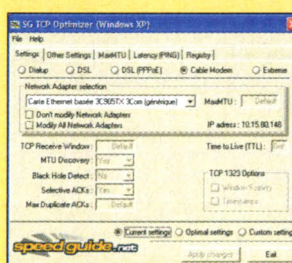 SG TCP Optimizer (Windows XP)
File Help
Settings Other Settings MaxMTU Latency (PING) Registry
Dialup DSL DSL (PPPoE) Cable Modem Extreme
Network Adapter selection
Carte Ethernet basée 3C905TX 3Com (générique) MaxMTU : Default
Don't modify Network Adapters
Modify All Network Adapters IP adress : 10.15.80.148
TCP Receive Window : Default Time to Live (TTL) :
MTU Discovery : Yes
Black Hole Detect : No TCP 1323 Options
Selective ACKs : Yes Window Scaling
Max Duplicate ACKs : Default Timestamps
Current settings Optimal settings Custom setting
speedguide.net Apply changes Exit